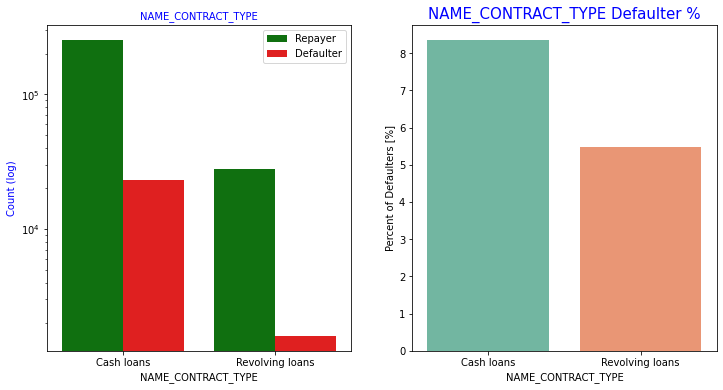 NAME_CONTRACT_TYPE
Repayer
Defaulter
10^5
10^4
Count (log)
Cash loans Revolving loans
NAME_CONTRACT_TYPE
NAME_CONTRACT_TYPE Defaulter %
8
7
6
5
4
3
2
1
0
Percent of Defaulters [%]
Cash loans Revolving loans
NAME_CONTRACT_TYPE